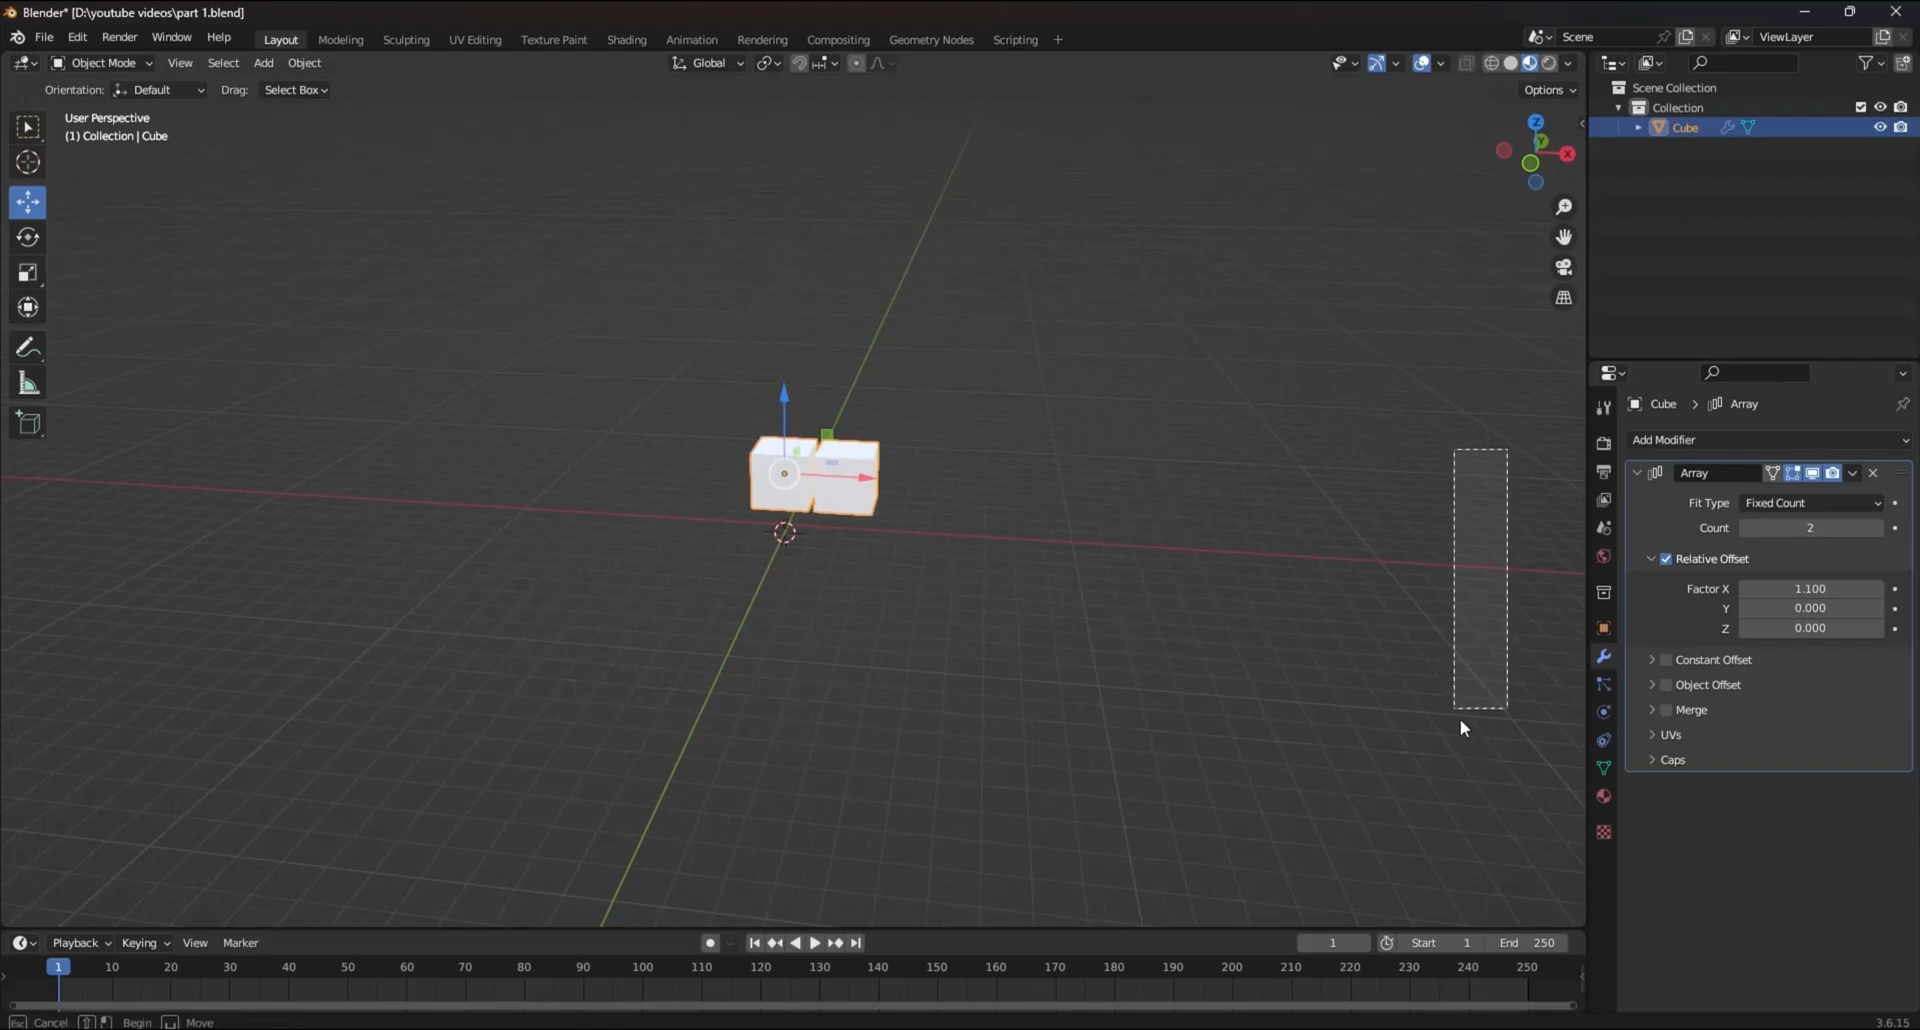 Blender* [D:\youtube videos\part 1.blend]
File Edit Render Window Help Layout Modeling Sculpting UV Editing Texture Paint Shading Animation Rendering Compositing Geometry Nodes Scripting + Scene ViewLayer
Object Mode View Select Add Object Global
Orientation: Default Drag: Select Box Options
User Perspective
(1) Collection | Cube
Z
Y
X
Scene Collection
Collection
Cube
Cube > Array
Add Modifier
Array
Fit Type Fixed Count
Count 2
Relative Offset
Factor X 1.100
Y 0.000
Z 0.000
Constant Offset
Object Offset
Merge
UVs
Caps
Playback Keying View Marker 1 Start 1 End 250
1 10 20 30 40 50 60 70 80 90 100 110 120 130 140 150 160 170 180 190 200 210 220 230 240 250
Esc Cancel Begin Move 3.6.15